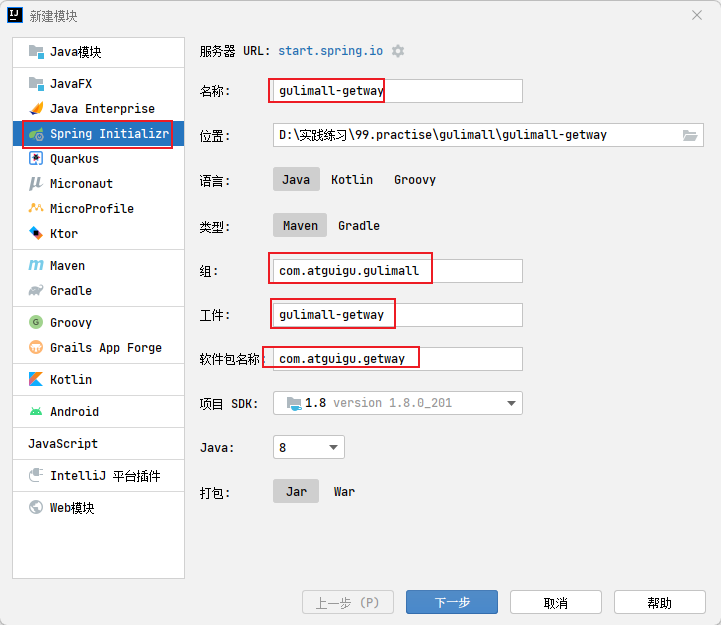 新建模块
Java模块
JavaFX
Java Enterprise
Spring Initializr
Quarkus
Micronaut
MicroProfile
Ktor
Maven
Gradle
Groovy
Grails App Forge
Kotlin
Android
JavaScript
IntelliJ 平台插件
Web模块
服务器 URL: start.spring.io
名称: gulimall-getway
位置: D:\实践练习\99.practise\gulimall\gulimall-getway
语言: Java Kotlin Groovy
类型: Maven Gradle
组: com.atguigu.gulimall
工件: gulimall-getway
软件包名称: com.atguigu.getway
项目 SDK: 1.8 version 1.8.0_201
Java: 8
打包: Jar War
上一步 (P) 下一步 取消 帮助